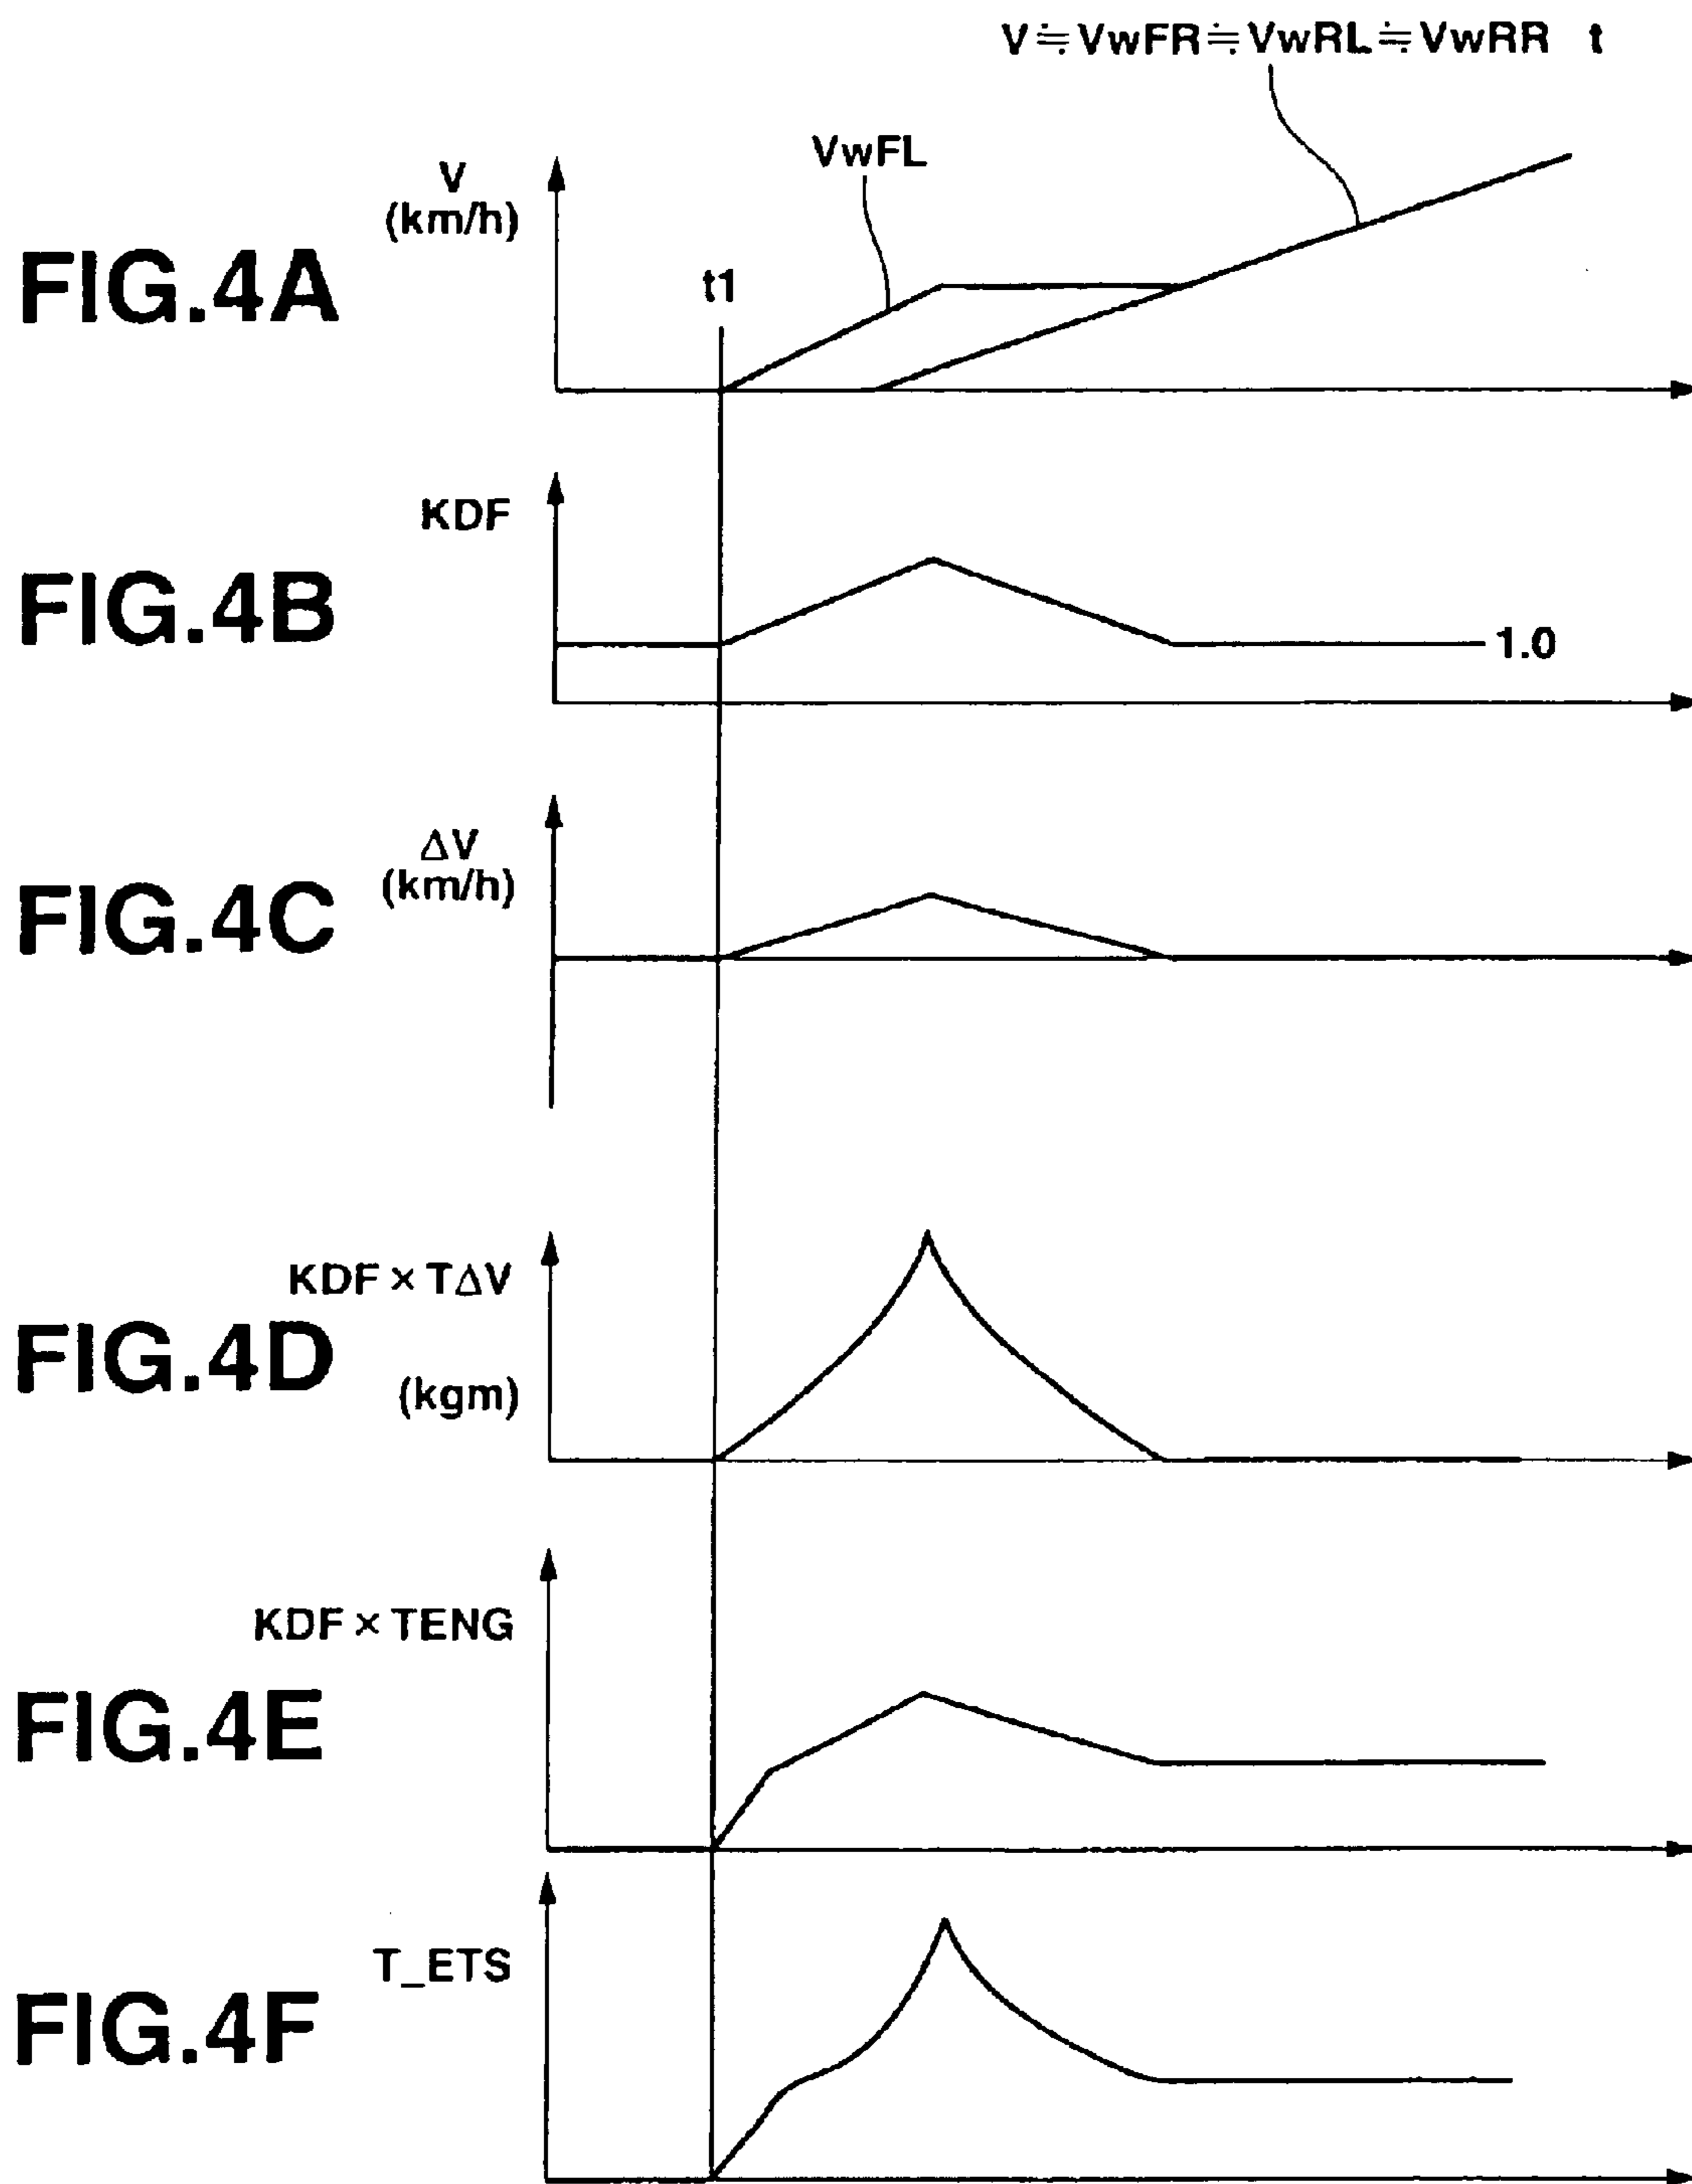 V≒VwFR≒VwRL≒VwRR t
VwFL
V
(km/h)
FIG.4A
t1
KDF
FIG.4B
1.0
ΔV
(km/h)
FIG.4C
KDF×TΔV
FIG.4D
(kgm)
KDF×TENG
FIG.4E
T_ETS
FIG.4F